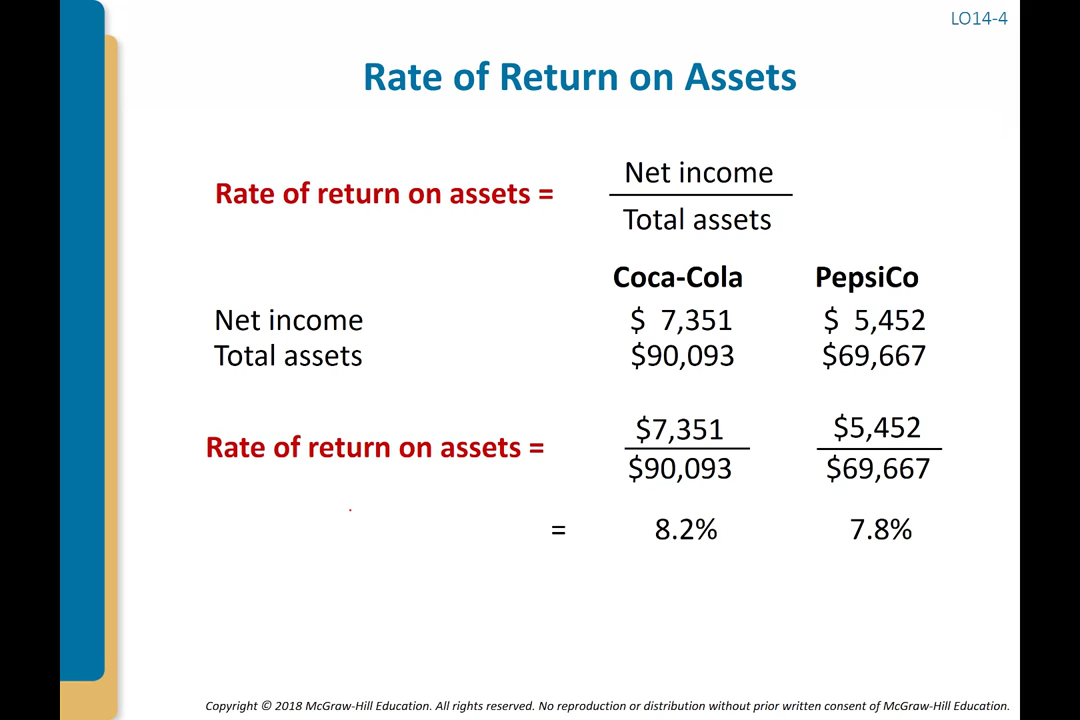 LO14-4
Rate of Return on Assets
Rate of return on assets =
Net income
Total assets
Coca-Cola PepsiCo
Net income $ 7,351 $ 5,452
Total assets $90,093 $69,667
Rate of return on assets =
$7,351 $5,452
$90,093 $69,667
= 8.2% 7.8%
Copyright © 2018 McGraw-Hill Education. All rights reserved. No reproduction or distribution without prior written consent of McGraw-Hill Education.